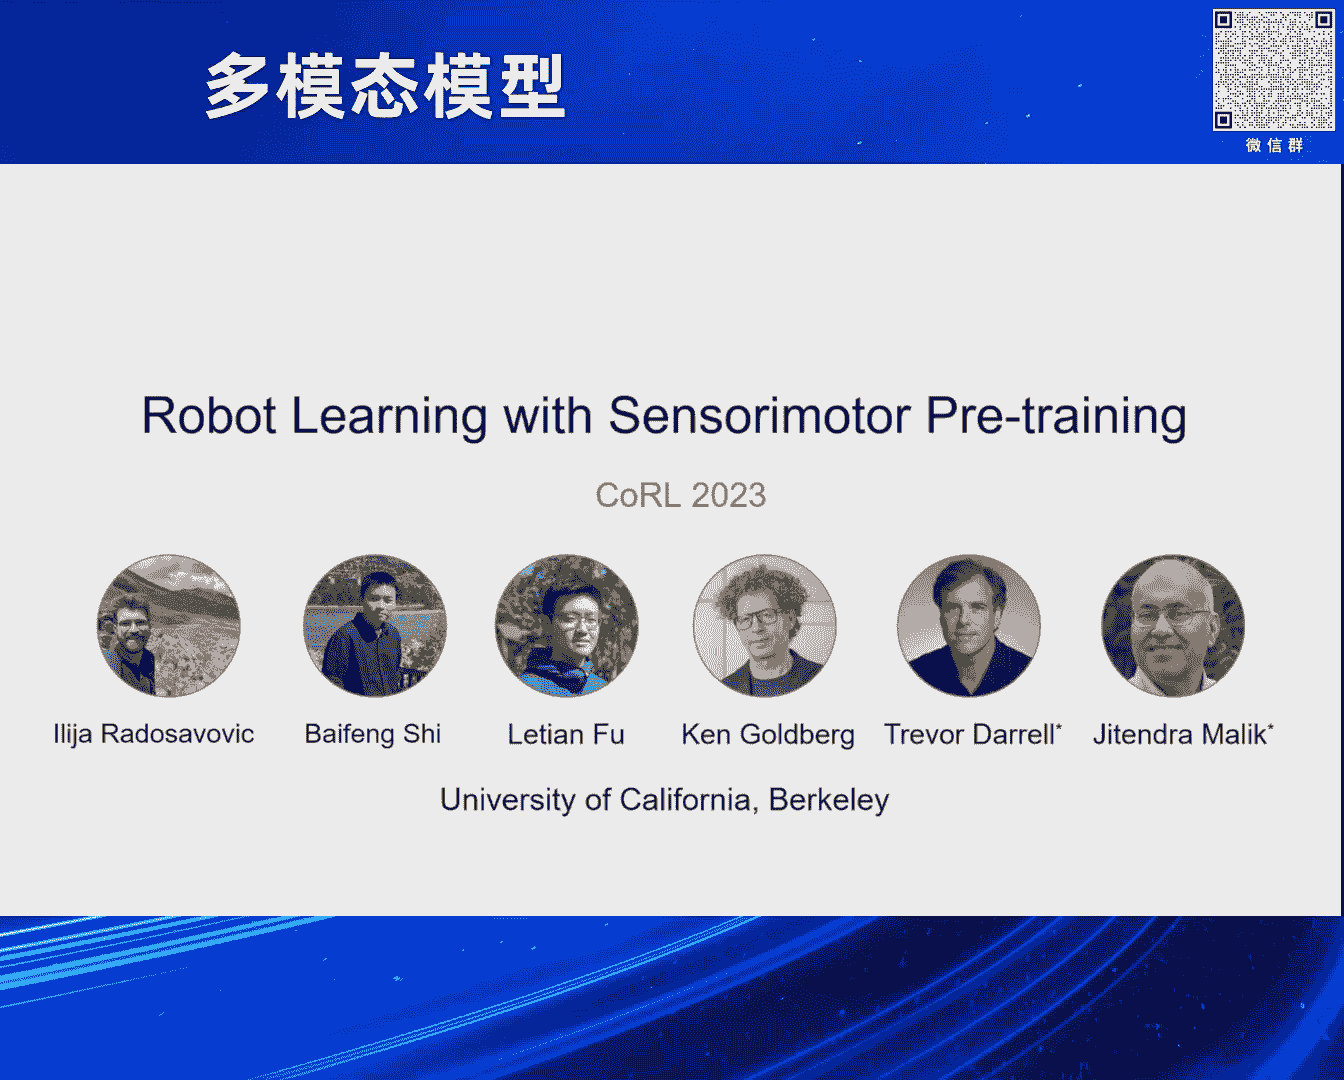 多模态模型
微信群
Robot Learning with Sensorimotor Pre-training
CoRL 2023
Ilija Radosavovic
Baifeng Shi
Letian Fu
Ken Goldberg
Trevor Darrell*
Jitendra Malik*
University of California, Berkeley